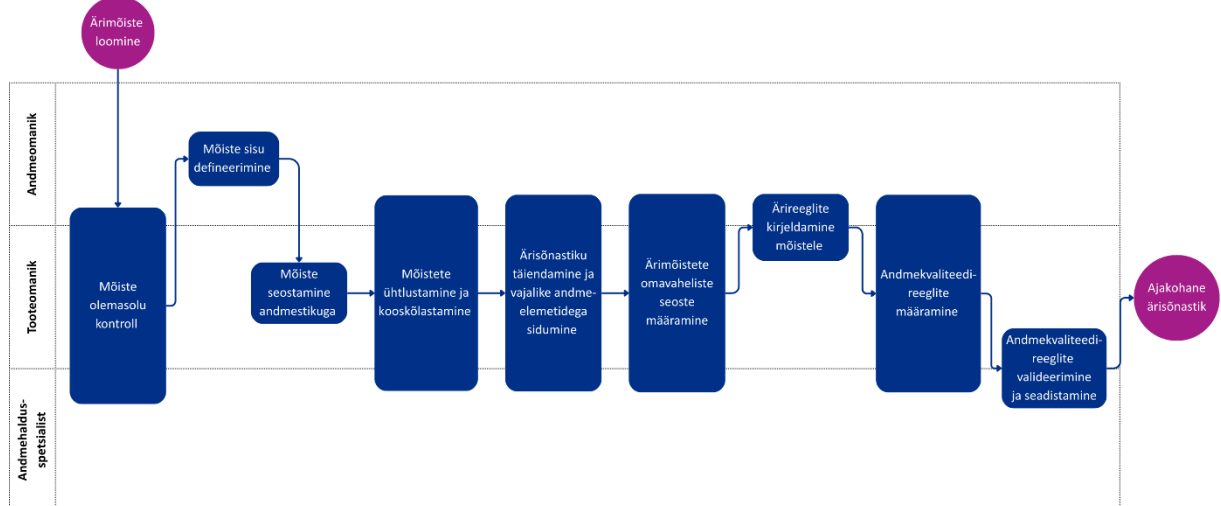 Ärimõiste
loomine
Andmeomanik
Mõiste sisu
defineerimine
Tooteomanik
Mõiste
olemasolu
kontroll
Mõiste
seostamine
andmestikuga
Mõistete
ühtlustamine ja
kooskõlastamine
Ärisõnastiku
täiendamine ja
vajalike andme-
elemetidega
sidumine
Ärimõistete
omavaheliste
seoste
määramine
Ärireeglite
kirjeldamine
mõistele
Andmekvaliteedi-
reeglite
määramine
Andmekvaliteedi-
reeglite
valideerimine
ja seadistamine
Ajakohane
ärisõnastik
Andmehaldus-
spetsialist